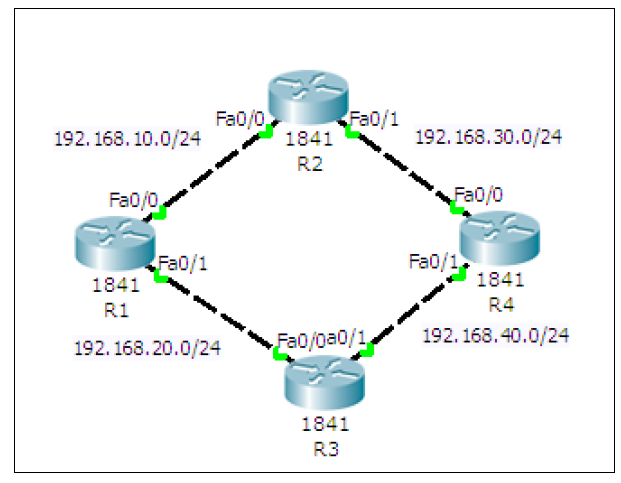 Fa0/0
Fa0/1
192.168.10.0/24
1841
192.168.30.0/24
R2
Fa0/0
Fa0/0
Fa0/1
Fa0/1
1841
1841
R1
R4
192.168.20.0/24
Fa0/0a0/1
192.168.40.0/24
1841
R3